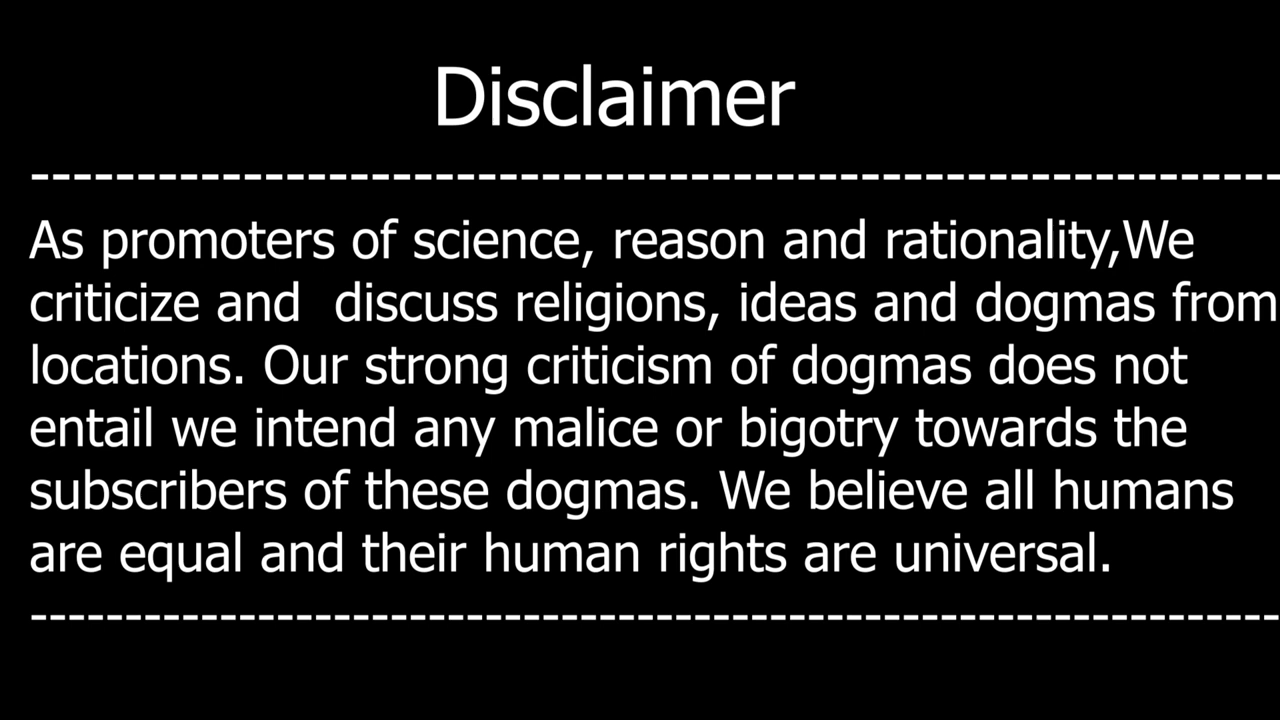 Disclaimer
------------------------------------------------------------
As promoters of science, reason and rationality,We
criticize and  discuss religions, ideas and dogmas from
locations. Our strong criticism of dogmas does not
entail we intend any malice or bigotry towards the
subscribers of these dogmas. We believe all humans
are equal and their human rights are universal.
------------------------------------------------------------------